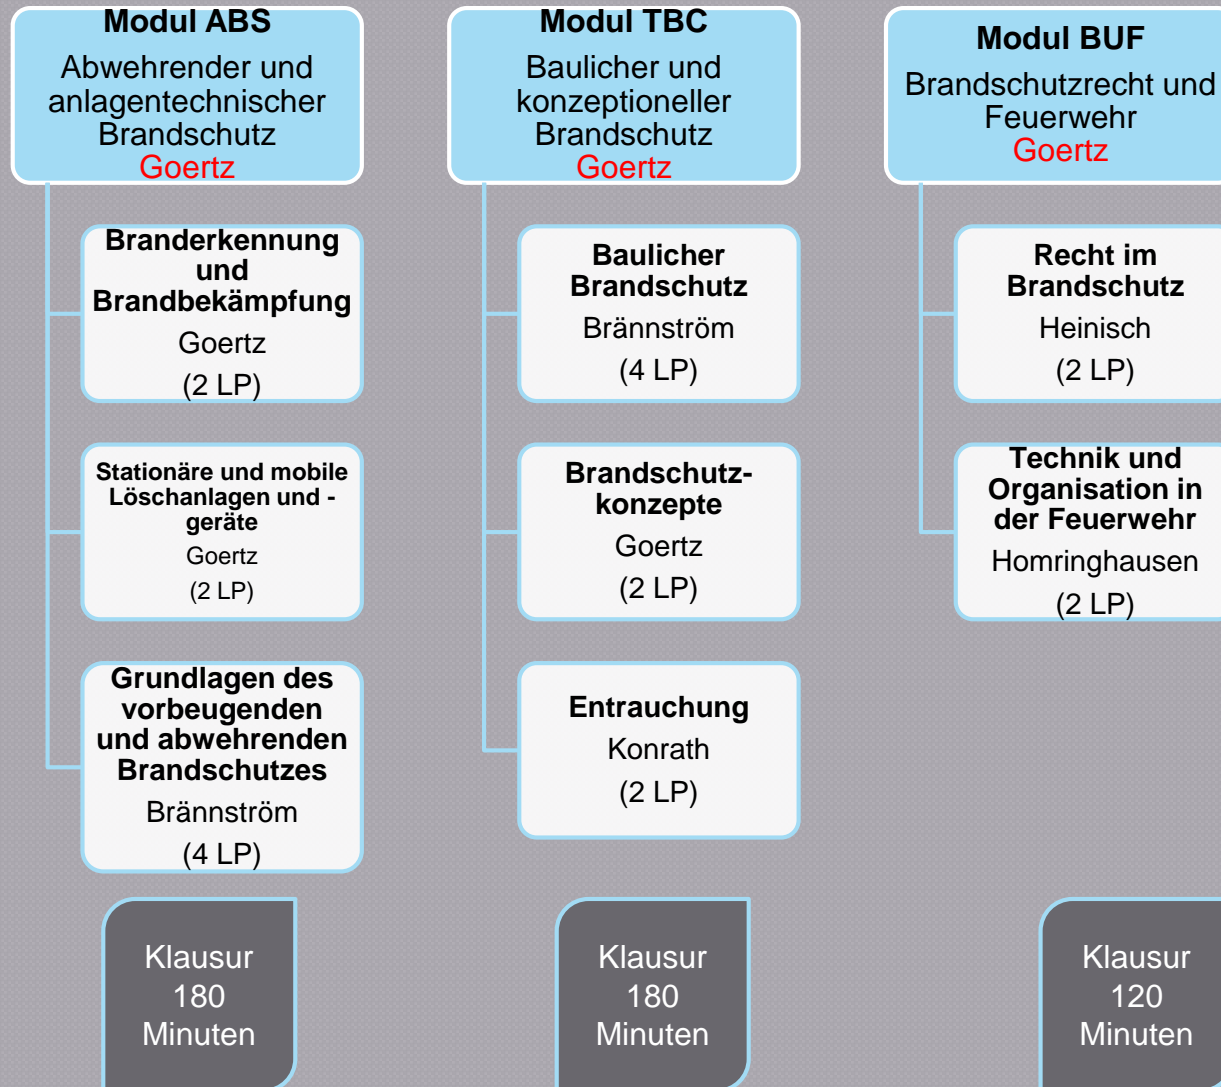 Modul ABS
Abwehrender und
anlagentechnischer
Brandschutz
Goertz
Branderkennung
und
Brandbekämpfung
Goertz
(2 LP)
Stationäre und mobile
Löschanlagen und -
geräte
Goertz
(2 LP)
Grundlagen des
vorbeugenden
und abwehrenden
Brandschutzes
Brännström
(4 LP)
Klausur
180
Minuten
Modul TBC
Baulicher und
konzeptioneller
Brandschutz
Goertz
Baulicher
Brandschutz
Brännström
(4 LP)
Brandschutz-
konzepte
Goertz
(2 LP)
Entrauchung
Konrath
(2 LP)
Klausur
180
Minuten
Modul BUF
Brandschutzrecht und
Feuerwehr
Goertz
Recht im
Brandschutz
Heinisch
(2 LP)
Technik und
Organisation in
der Feuerwehr
Homringhausen
(2 LP)
Klausur
120
Minuten